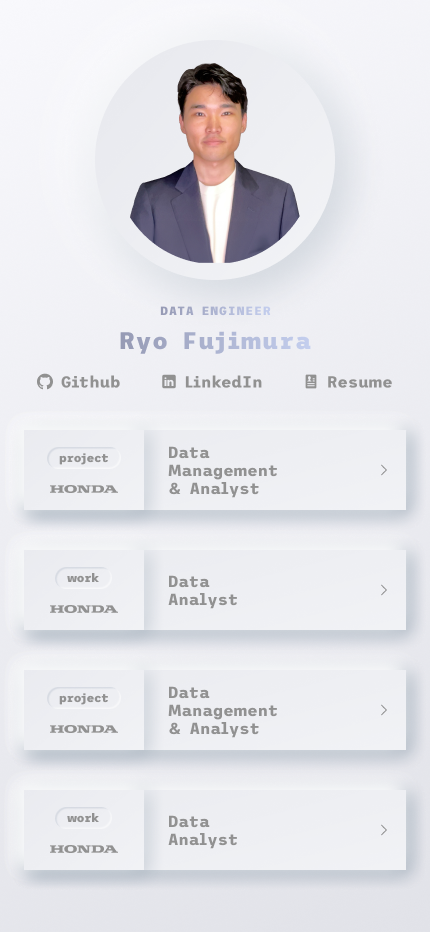 DATA ENGINEER
Ryo Fujimura
Github LinkedIn Resume
project
HONDA
Data
Management
& Analyst
work
HONDA
Data
Analyst
project
HONDA
Data
Management
& Analyst
work
HONDA
Data
Analyst